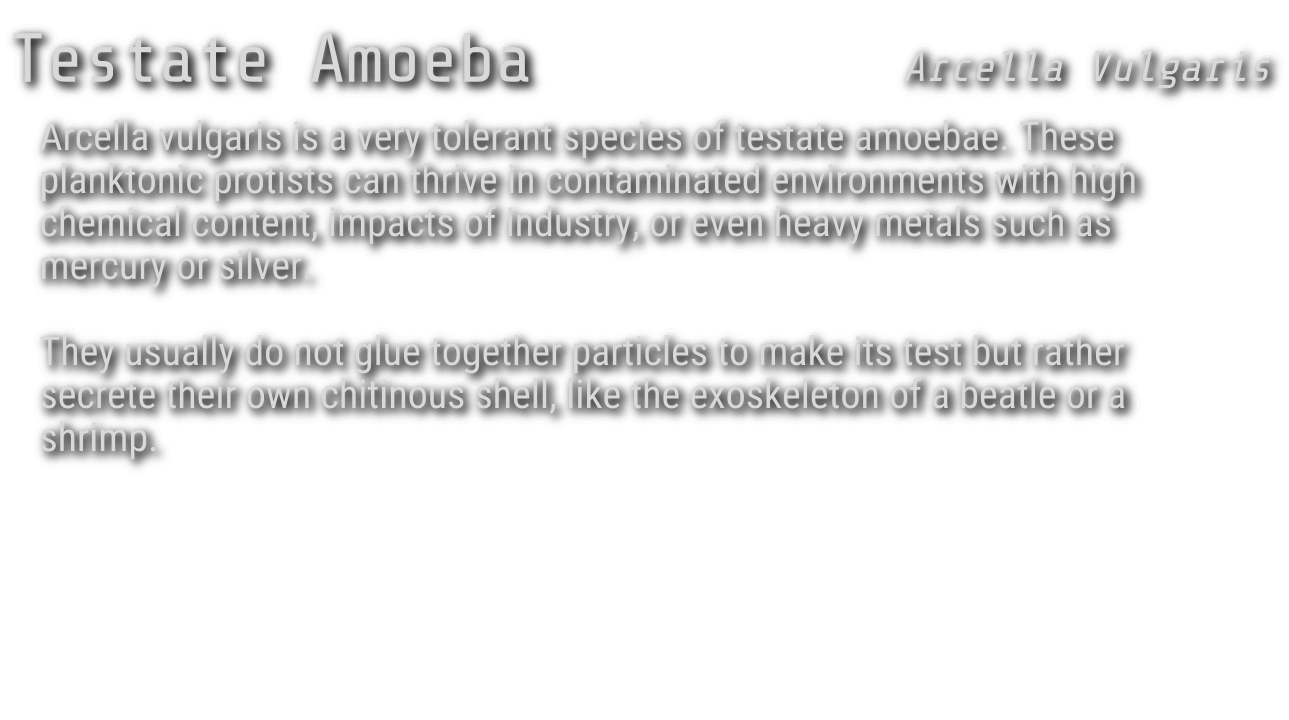 Testate Amoeba
Arcella Vulgaris
Arcella vulgaris is a very tolerant species of testate amoebae. These
planktonic protists can thrive in contaminated environments with high
chemical content, impacts of industry, or even heavy metals such as
mercury or silver.
They usually do not glue together particles to make its test but rather
secrete their own chitinous shell, like the exoskeleton of a beatle or a
shrimp.